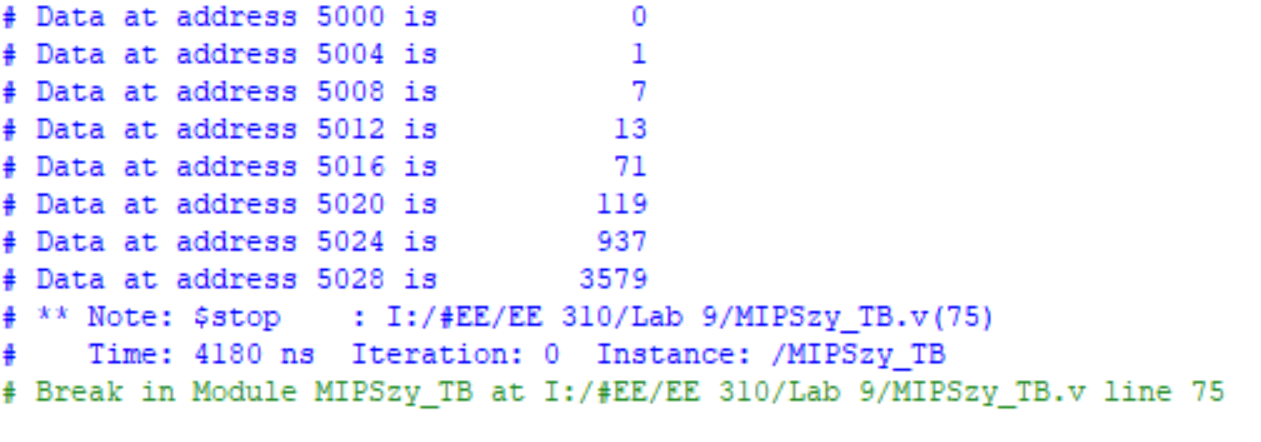 # Data at address 5000 is           0
# Data at address 5004 is           1
# Data at address 5008 is           7
# Data at address 5012 is          13
# Data at address 5016 is          71
# Data at address 5020 is         119
# Data at address 5024 is         937
# Data at address 5028 is        3579
# ** Note: $stop    : I:/#EE/EE 310/Lab 9/MIPSzy_TB.v(75)
#    Time: 4180 ns  Iteration: 0  Instance: /MIPSzy_TB
# Break in Module MIPSzy_TB at I:/#EE/EE 310/Lab 9/MIPSzy_TB.v line 75